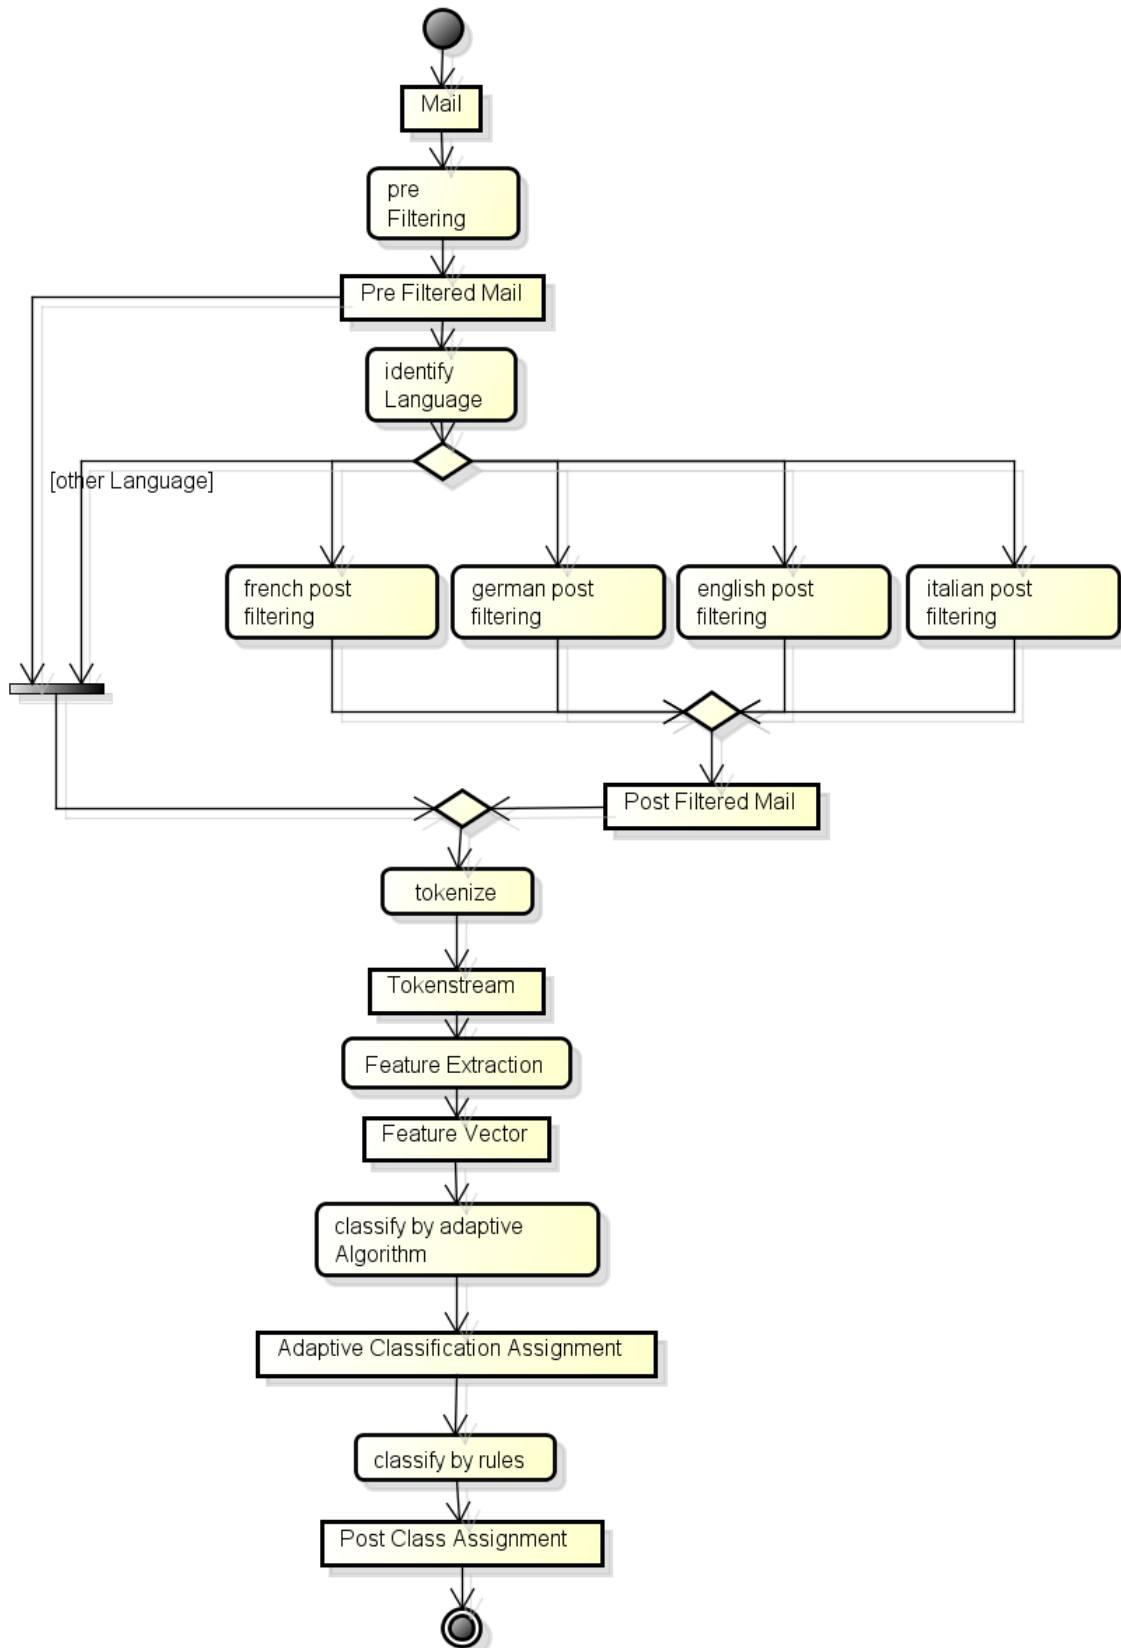 Mail
pre
Filtering
Pre Filtered Mail
identify
Language
[other Language]
french post
filtering
german post
filtering
english post
filtering
italian post
filtering
Post Filtered Mail
tokenize
Tokenstream
Feature Extraction
Feature Vector
classify by adaptive
Algorithm
Adaptive Classification Assignment
classify by rules
Post Class Assignment